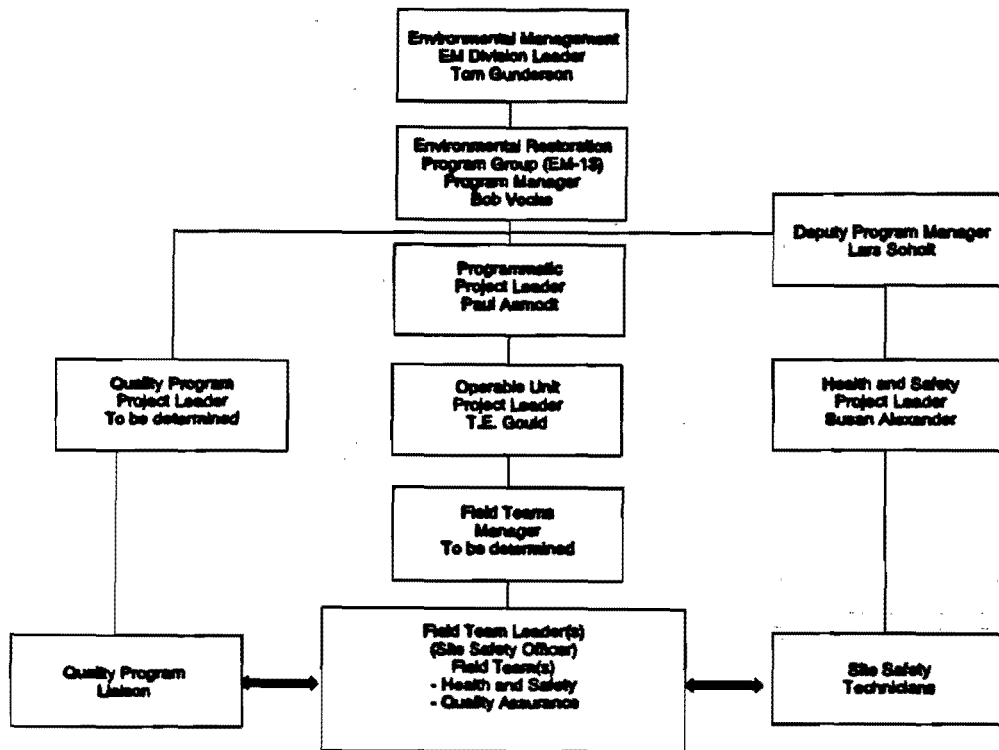 Environmental Management
EM Division Leader
Tom Gunderson
Environmental Restoration
Program Group (EM-13)
Program Manager
Bob Vocke
Deputy Program Manager
Lars Soholt
Programmatic
Project Leader
Paul Aamodt
Quality Program
Project Leader
To be determined
Operable Unit
Project Leader
T.E. Gould
Health and Safety
Project Leader
Susan Alexander
Field Teams
Manager
To be determined
Quality Program
Liaison
Field Team Leader(s)
(Site Safety Officer)
Field Team(s)
- Health and Safety
- Quality Assurance
Site Safety
Technicians